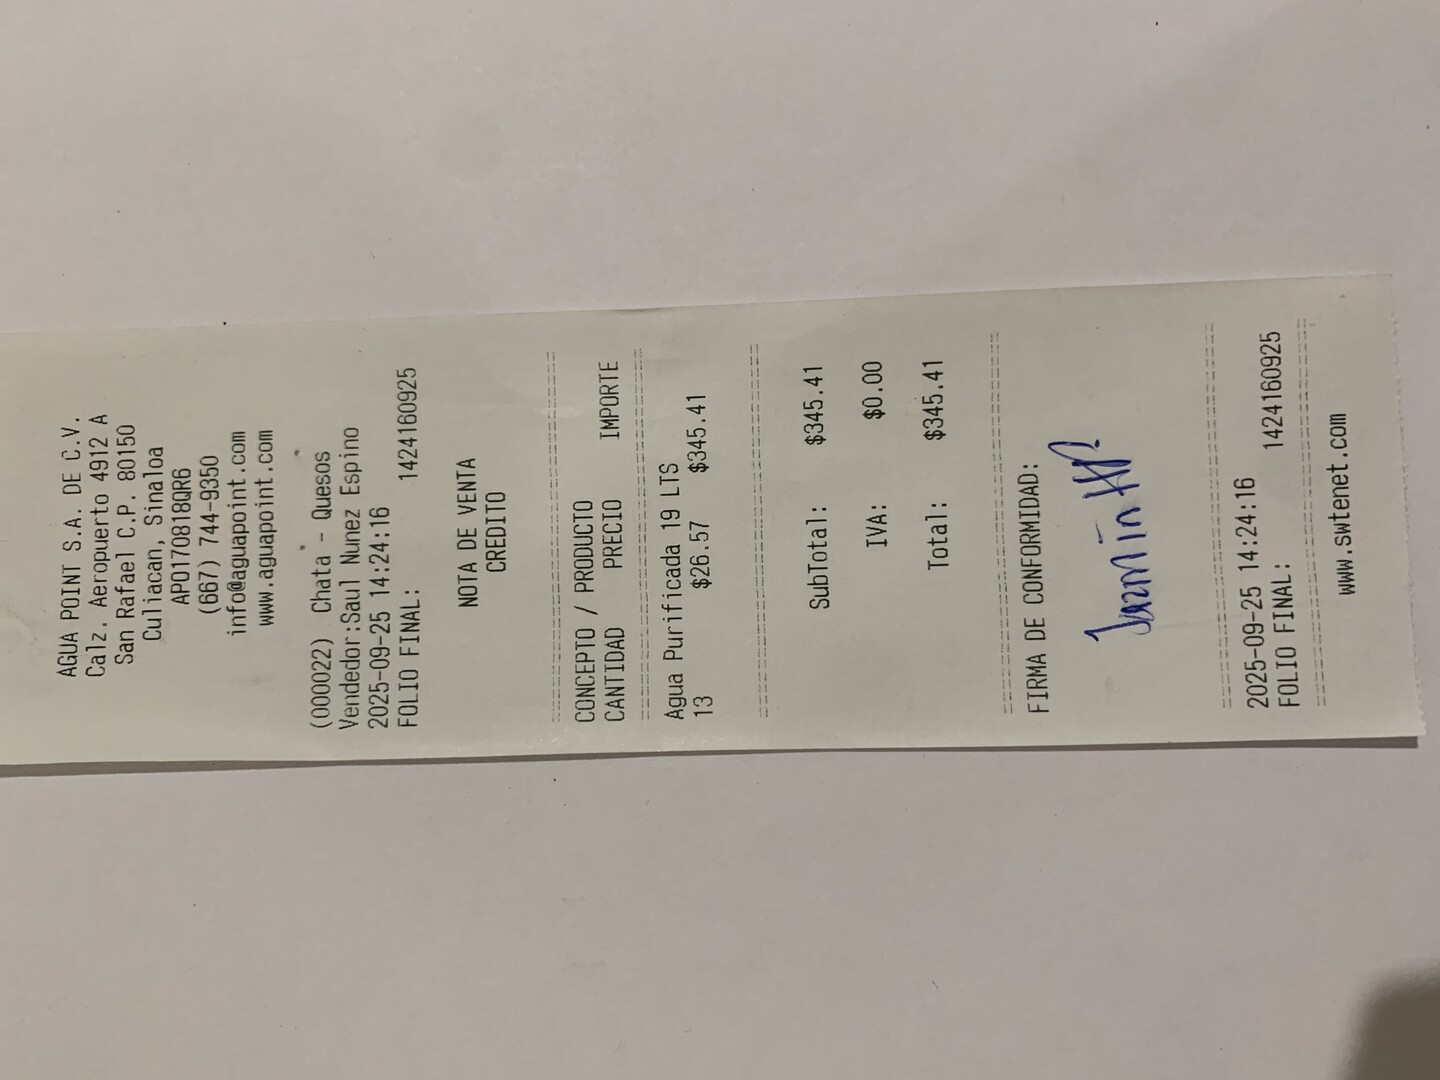 AGUA POINT S.A. DE C.V.
Calz. Aeropuerto 4912 A
San Rafael C.P. 80150
Culiacan, Sinaloa
APO170818QR6
(667) 744-9350
info@aguapoint.com
www.aguapoint.com
(000022) Chata - Quesos
Vendedor:Saul Nunez Espino
2025-09-25 14:24:16
FOLIO FINAL: 1424160925
NOTA DE VENTA
CREDITO
CONCEPTO / PRODUCTO
CANTIDAD PRECIO IMPORTE
Agua Purificada 19 LTS
13 $26.57 $345.41
SubTotal: $345.41
IVA: $0.00
Total: $345.41
FIRMA DE CONFORMIDAD:
Jazmin HR
2025-09-25 14:24:16
FOLIO FINAL: 1424160925
www.swtenet.com